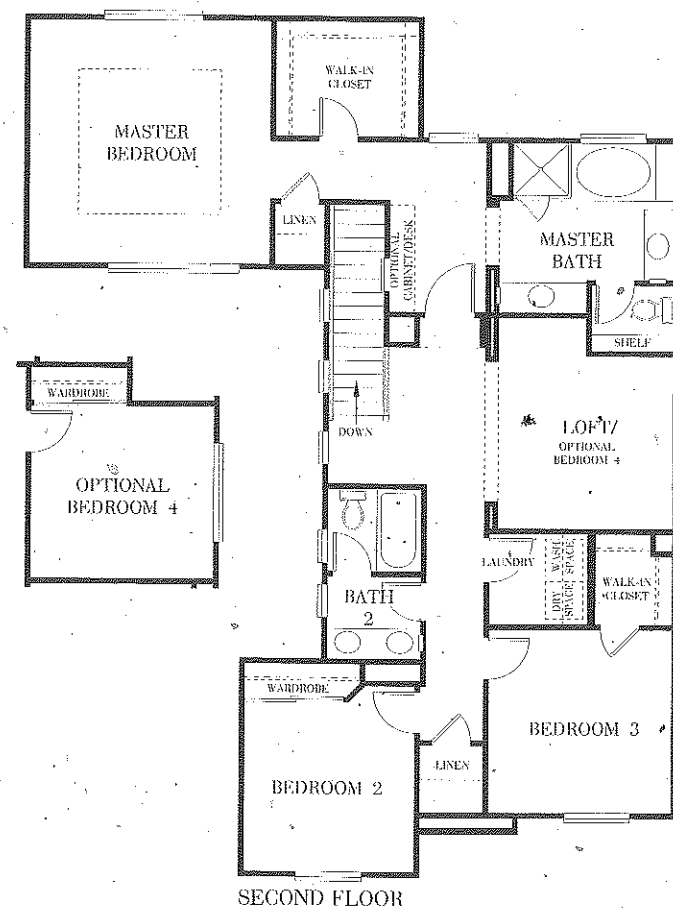 WALK-IN
CLOSET
MASTER
BEDROOM
LINEN
OPTIONAL
CABINET/DESK
MASTER
BATH
SHELF
WARDROBE
DOWN
LOFT/
OPTIONAL
BEDROOM 4
OPTIONAL
BEDROOM 4
LAUNDRY
WASH
SPACE
DRY
SPACE
WALK-IN
CLOSET
BATH
2
WARDROBE
BEDROOM 3
LINEN
BEDROOM 2
SECOND FLOOR